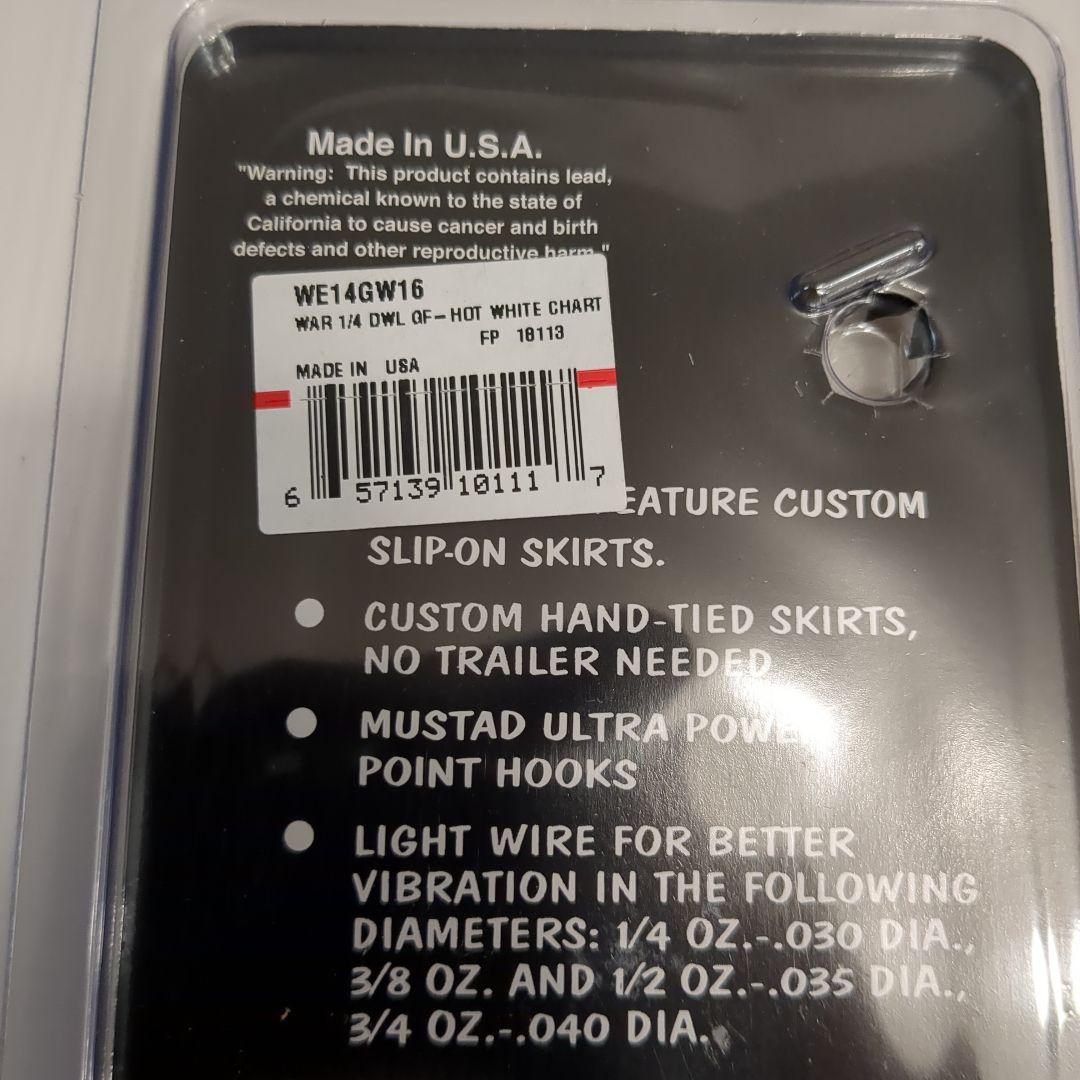 Made In U.S.A.
"Warning: This product contains lead,
a chemical known to the state of
California to cause cancer and birth
defects and other reproductive harm."
WE14GW16
WAR 1/4 DWL GF-HOT WHITE CHART
FP 18113
MADE IN USA
6 57139 10111 7
EATURE CUSTOM
SLIP-ON SKIRTS.
● CUSTOM HAND-TIED SKIRTS,
NO TRAILER NEEDED
● MUSTAD ULTRA POWE
POINT HOOKS
● LIGHT WIRE FOR BETTER
VIBRATION IN THE FOLLOWING
DIAMETERS: 1/4 OZ.-.030 DIA.,
3/8 OZ. AND 1/2 OZ.-.035 DIA.,
3/4 OZ.-.040 DIA.